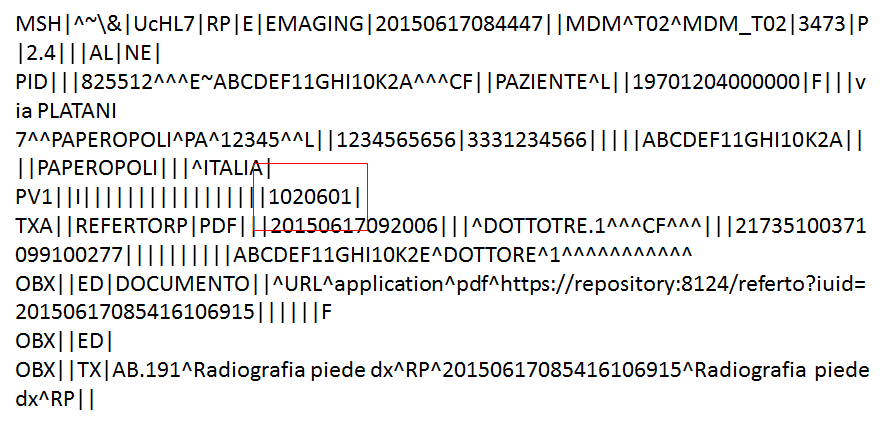 MSH|^~\&|UcHL7|RP|E|EMAGING|20150617084447||MDM^T02^MDM_T02|3473|P
|2.4|||AL|NE|
PID|||825512^^^E~ABCDEF11GHI10K2A^^^CF||PAZIENTE^L||19701204000000|F|||v
ia PLATANI
7^^PAPEROPOLI^PA^12345^^L||1234565656|3331234566|||||ABCDEF11GHI10K2A||
||PAPEROPOLI|||^ITALIA|
PV1||I|||||||||||||||||1020601|
TXA||REFERTORP|PDF|||20150617092006|||^DOTTOTRE.1^^^CF^^^|||21735100371
099100277||||||||||ABCDEF11GHI10K2E^DOTTORE^1^^^^^^^^^^^
OBX||ED|DOCUMENTO||^URL^application^pdf^https://repository:8124/referto?iuid=
20150617085416106915||||||F
OBX||ED|
OBX||TX|AB.191^Radiografia piede dx^RP^20150617085416106915^Radiografia piede
dx^RP||